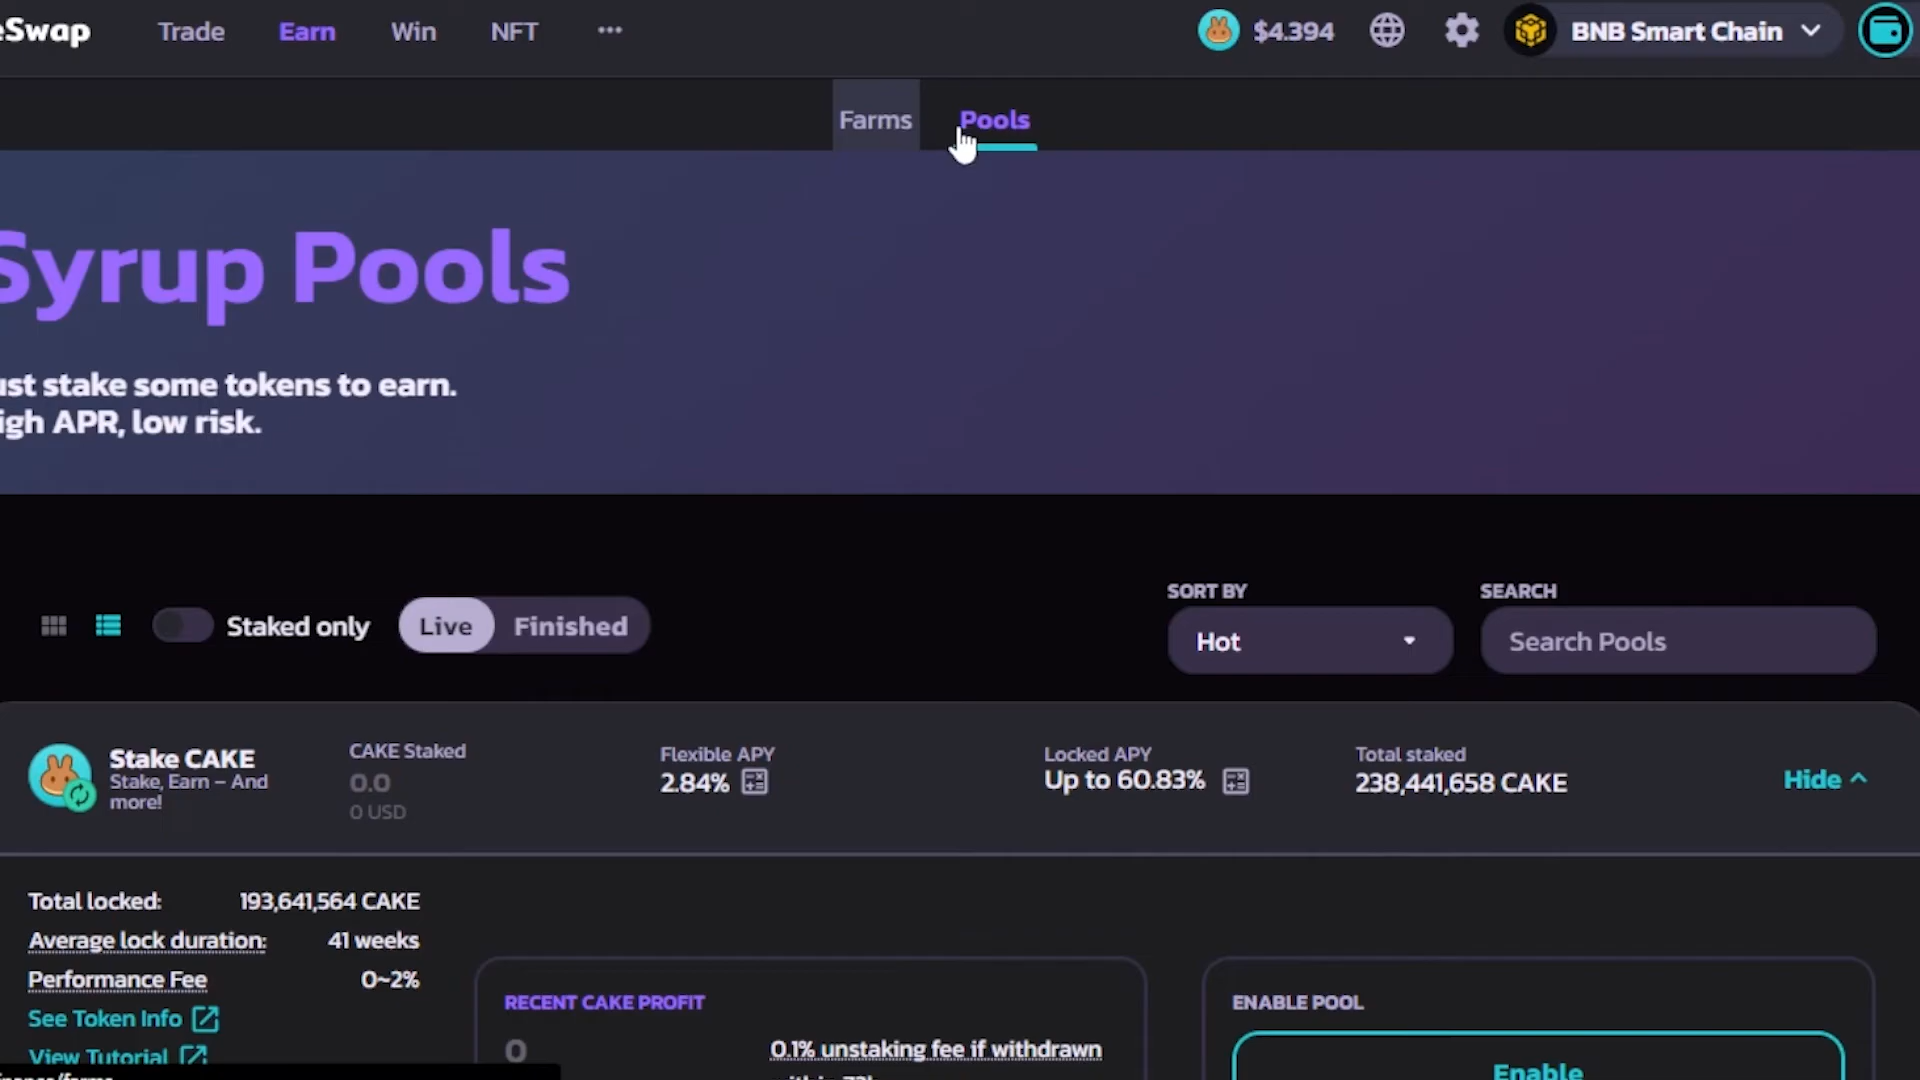 eSwap
Trade
Earn
Win
NFT
$4.394
BNB Smart Chain
Farms
Pools
Syrup Pools
ust stake some tokens to earn.
igh APR, low risk.
Staked only
Live
Finished
SORT BY
Hot
SEARCH
Search Pools
Stake CAKE
Stake, Earn – And
more!
CAKE Staked
0.0
0 USD
Flexible APY
2.84%
Locked APY
Up to 60.83%
Total staked
238,441,658 CAKE
Hide
Total locked: 193,641,564 CAKE
Average lock duration: 41 weeks
Performance Fee 0~2%
See Token Info
View Tutorial
RECENT CAKE PROFIT
0
0.1% unstaking fee if withdrawn
ENABLE POOL
Enable